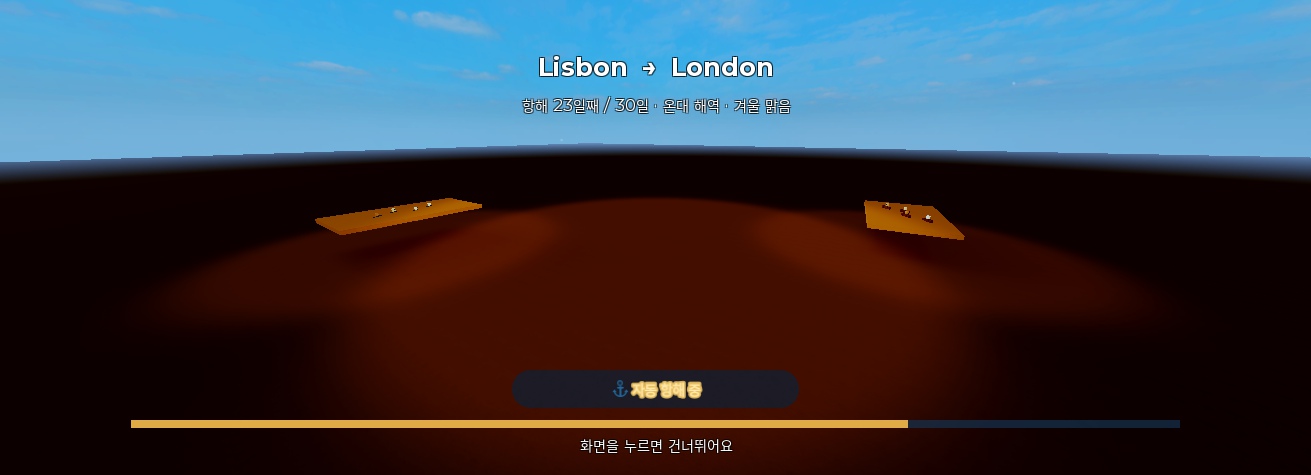 Lisbon → London
항해 23일째 / 30일 · 온대 해역 · 겨울 맑음
⚓ 자동 항해 중
화면을 누르면 건너뛰어요